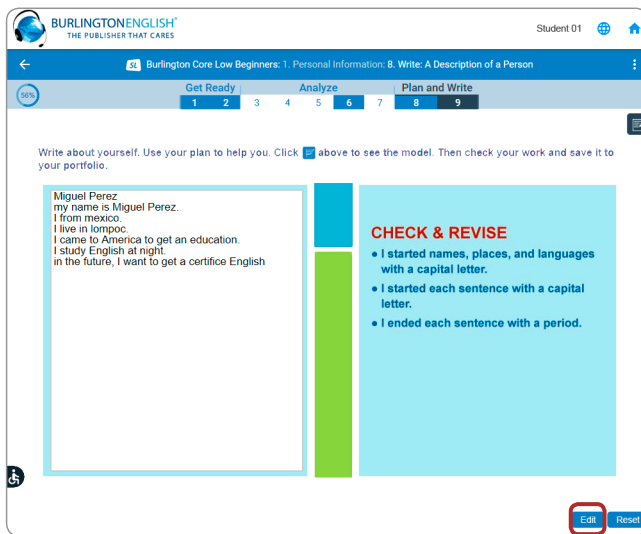 BURLINGTONENGLISH®
THE PUBLISHER THAT CARES
Student 01
SL Burlington Core Low Beginners: 1. Personal Information: 8. Write: A Description of a Person
56%
Get Ready Analyze Plan and Write
1 2 3 4 5 6 7 8 9
Write about yourself. Use your plan to help you. Click above to see the model. Then check your work and save it to
your portfolio.
Miguel Perez
my name is Miguel Perez.
I from mexico.
I live in lompoc.
I came to America to get an education.
I study English at night.
in the future, I want to get a certifice English
CHECK & REVISE
• I started names, places, and languages
with a capital letter.
• I started each sentence with a capital
letter.
• I ended each sentence with a period.
Edit
Reset